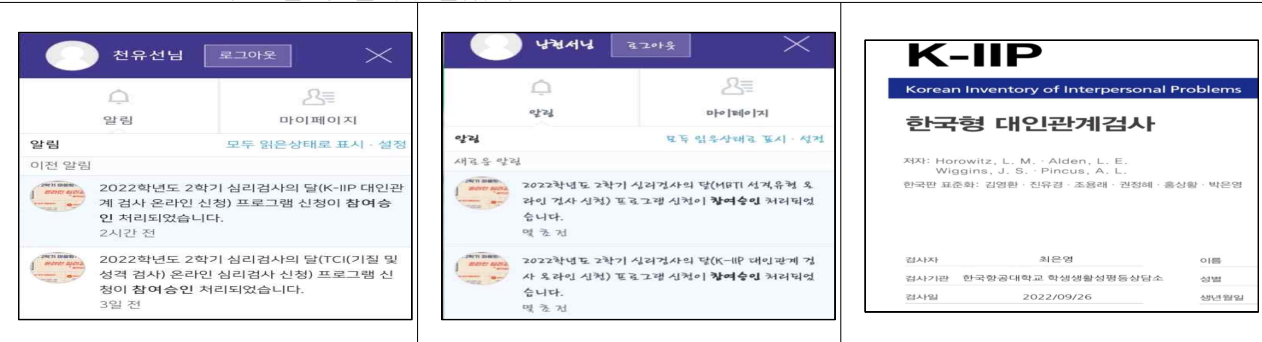 천유선님 로그아웃
알림 마이페이지
알림 모두 읽은상태로 표시 · 설정
이전 알림
2022학년도 2학기 심리검사의 달(K-IIP 대인관
계 검사 온라인 신청) 프로그램 신청이 참여승
인 처리되었습니다.
2시간 전
2022학년도 2학기 심리검사의 달(TCI(기질 및
성격 검사) 온라인 심리검사 신청) 프로그램 신
청이 참여승인 처리되었습니다.
3일 전
로그아웃
알림 마이페이지
알림 모두 읽은상태로 표시 · 설정
새로운 알림
2022학년도 2학기 심리검사의 달(MBTI 성격유형 온
라인 검사 신청) 프로그램 신청이 참여승인 처리되었
습니다.
몇 초 전
2022학년도 2학기 심리검사의 달(K-IIP 대인관계 검
사 온라인 신청) 프로그램 신청이 참여승인 처리되었
습니다.
몇 초 전
K-IIP
Korean Inventory of Interpersonal Problems
한국형 대인관계검사
저자: Horowitz, L. M. · Alden, L. E.
Wiggins, J. S. · Pincus, A. L.
한국판 표준화: 김영환 · 진유경 · 조용래 · 권정혜 · 홍상황 · 박은영
검사자 최은영 이름
검사기관 한국항공대학교 학생생활성평등상담소 성별
검사일 2022/09/26 생년월일